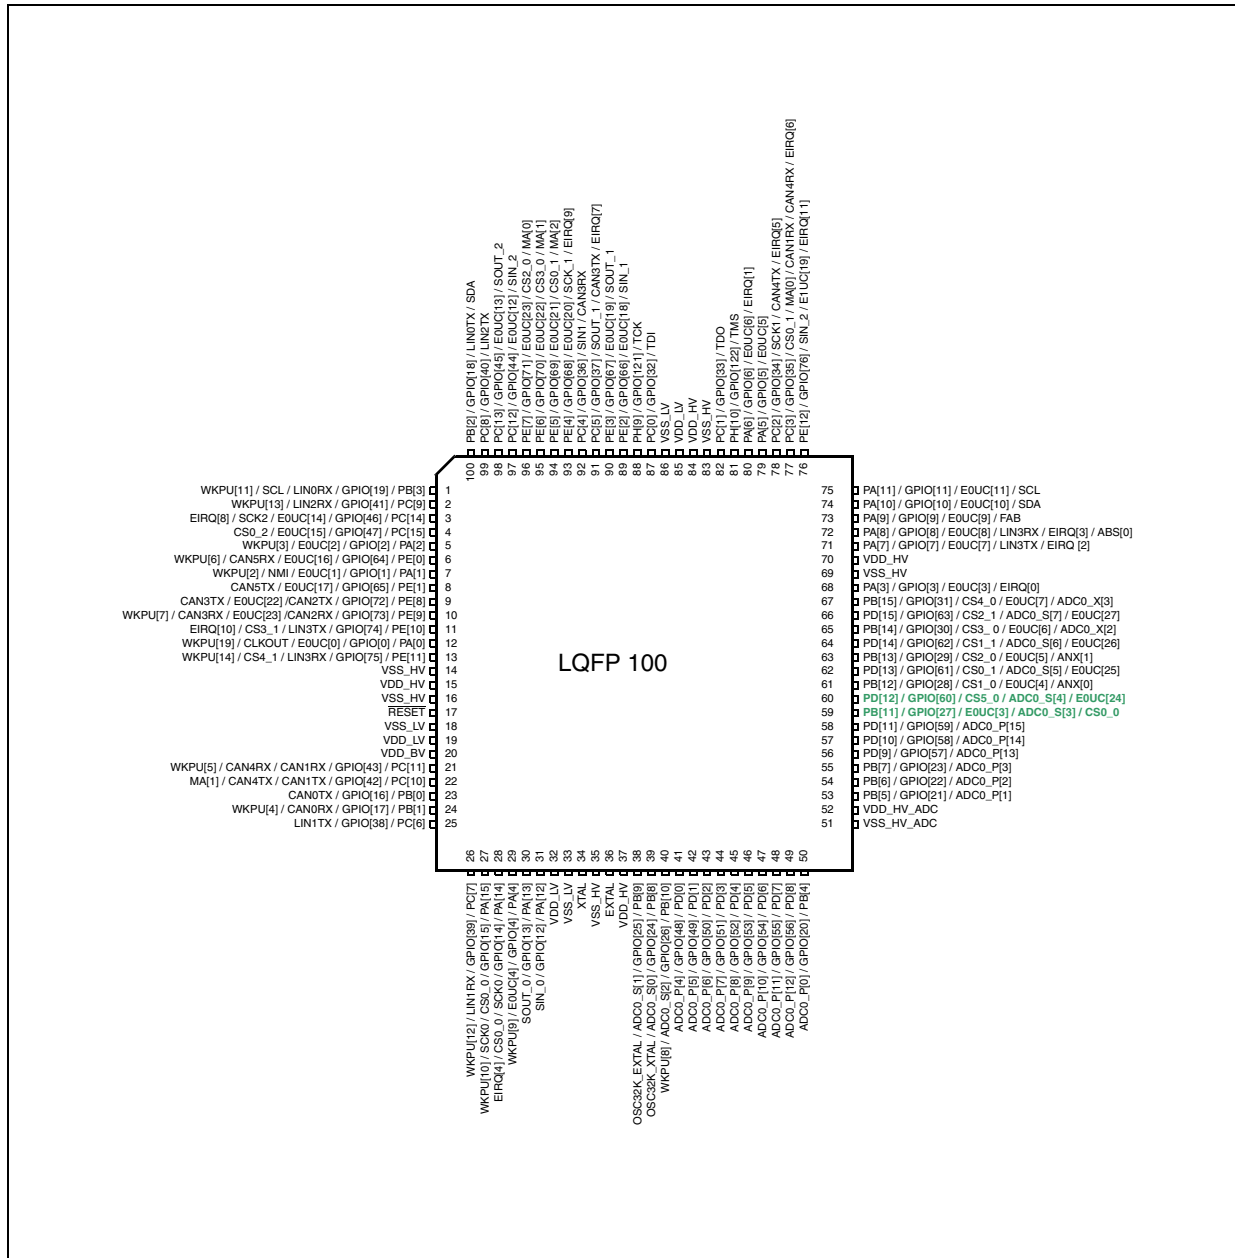 PB[2] / GPIO[18] / LIN0TX / SDA
PC[8] / GPIO[40] / LIN2TX
PC[13] / GPIO[45] / E0UC[13] / SOUT_2
PC[12] / GPIO[44] / E0UC[12] / SIN_2
PE[7] / GPIO[71] / E0UC[23] / CS2_0 / MA[0]
PE[6] / GPIO[70] / E0UC[22] / CS3_0 / MA[1]
PE[5] / GPIO[69] / E0UC[21] / CS0_1 / MA[2]
PE[4] / GPIO[68] / E0UC[20] / SCK_1 / EIRQ[9]
PC[4] / GPIO[36] / SIN1 / CAN3RX
PC[5] / GPIO[37] / SOUT_1 / CAN3TX / EIRQ[7]
PE[3] / GPIO[67] / E0UC[19] / SOUT_1
PE[2] / GPIO[66] / E0UC[18] / SIN_1
PH[9] / GPIO[121] / TCK
PC[0] / GPIO[32] / TDI
VSS_LV
VDD_LV
VDD_HV
VSS_HV
PC[1] / GPIO[33] / TDO
PH[10] / GPIO[122] / TMS
PA[6] / GPIO[6] / E0UC[6] / EIRQ[1]
PA[5] / GPIO[5] / E0UC[5]
PC[2] / GPIO[34] / SCK1 / CAN4TX / EIRQ[5]
PC[3] / GPIO[35] / CS0_1 / MA[0] / CAN1RX / CAN4RX / EIRQ[6]
PE[12] / GPIO[76] / SIN_2 / E1UC[19] / EIRQ[11]
100 99 98 97 96 95 94 93 92 91 90 89 88 87 86 85 84 83 82 81 80 79 78 77 76
WKPU[11] / SCL / LIN0RX / GPIO[19] / PB[3] 1
WKPU[13] / LIN2RX / GPIO[41] / PC[9] 2
EIRQ[8] / SCK2 / E0UC[14] / GPIO[46] / PC[14] 3
CS0_2 / E0UC[15] / GPIO[47] / PC[15] 4
WKPU[3] / E0UC[2] / GPIO[2] / PA[2] 5
WKPU[6] / CAN5RX / E0UC[16] / GPIO[64] / PE[0] 6
WKPU[2] / NMI / E0UC[1] / GPIO[1] / PA[1] 7
CAN5TX / E0UC[17] / GPIO[65] / PE[1] 8
CAN3TX / E0UC[22] /CAN2TX / GPIO[72] / PE[8] 9
WKPU[7] / CAN3RX / E0UC[23] /CAN2RX / GPIO[73] / PE[9] 10
EIRQ[10] / CS3_1 / LIN3TX / GPIO[74] / PE[10] 11
WKPU[19] / CLKOUT / E0UC[0] / GPIO[0] / PA[0] 12
WKPU[14] / CS4_1 / LIN3RX / GPIO[75] / PE[11] 13
VSS_HV 14
VDD_HV 15
VSS_HV 16
RESET 17
VSS_LV 18
VDD_LV 19
VDD_BV 20
WKPU[5] / CAN4RX / CAN1RX / GPIO[43] / PC[11] 21
MA[1] / CAN4TX / CAN1TX / GPIO[42] / PC[10] 22
CAN0TX / GPIO[16] / PB[0] 23
WKPU[4] / CAN0RX / GPIO[17] / PB[1] 24
LIN1TX / GPIO[38] / PC[6] 25
LQFP 100
75 PA[11] / GPIO[11] / E0UC[11] / SCL
74 PA[10] / GPIO[10] / E0UC[10] / SDA
73 PA[9] / GPIO[9] / E0UC[9] / FAB
72 PA[8] / GPIO[8] / E0UC[8] / LIN3RX / EIRQ[3] / ABS[0]
71 PA[7] / GPIO[7] / E0UC[7] / LIN3TX / EIRQ [2]
70 VDD_HV
69 VSS_HV
68 PA[3] / GPIO[3] / E0UC[3] / EIRQ[0]
67 PB[15] / GPIO[31] / CS4_0 / E0UC[7] / ADC0_X[3]
66 PD[15] / GPIO[63] / CS2_1 / ADC0_S[7] / E0UC[27]
65 PB[14] / GPIO[30] / CS3_ 0 / E0UC[6] / ADC0_X[2]
64 PD[14] / GPIO[62] / CS1_1 / ADC0_S[6] / E0UC[26]
63 PB[13] / GPIO[29] / CS2_0 / E0UC[5] / ANX[1]
62 PD[13] / GPIO[61] / CS0_1 / ADC0_S[5] / E0UC[25]
61 PB[12] / GPIO[28] / CS1_0 / E0UC[4] / ANX[0]
60 PD[12] / GPIO[60] / CS5_0 / ADC0_S[4] / E0UC[24]
59 PB[11] / GPIO[27] / E0UC[3] / ADC0_S[3] / CS0_0
58 PD[11] / GPIO[59] / ADC0_P[15]
57 PD[10] / GPIO[58] / ADC0_P[14]
56 PD[9] / GPIO[57] / ADC0_P[13]
55 PB[7] / GPIO[23] / ADC0_P[3]
54 PB[6] / GPIO[22] / ADC0_P[2]
53 PB[5] / GPIO[21] / ADC0_P[1]
52 VDD_HV_ADC
51 VSS_HV_ADC
26 27 28 29 30 31 32 33 34 35 36 37 38 39 40 41 42 43 44 45 46 47 48 49 50
WKPU[12] / LIN1RX / GPIO[39] / PC[7]
WKPU[10] / SCK0 / CS0_0 / GPIO[15] / PA[15]
EIRQ[4] / CS0_0 / SCK0 / GPIO[14] / PA[14]
WKPU[9] / E0UC[4] / GPIO[4] / PA[4]
SOUT_0 / GPIO[13] / PA[13]
SIN_0 / GPIO[12] / PA[12]
VDD_LV
VSS_LV
XTAL
VSS_HV
EXTAL
VDD_HV
OSC32K_EXTAL / ADC0_S[1] / GPIO[25] / PB[9]
OSC32K_XTAL / ADC0_S[0] / GPIO[24] / PB[8]
WKPU[8] / ADC0_S[2] / GPIO[26] / PB[10]
ADC0_P[4] / GPIO[48] / PD[0]
ADC0_P[5] / GPIO[49] / PD[1]
ADC0_P[6] / GPIO[50] / PD[2]
ADC0_P[7] / GPIO[51] / PD[3]
ADC0_P[8] / GPIO[52] / PD[4]
ADC0_P[9] / GPIO[53] / PD[5]
ADC0_P[10] / GPIO[54] / PD[6]
ADC0_P[11] / GPIO[55] / PD[7]
ADC0_P[12] / GPIO[56] / PD[8]
ADC0_P[0] / GPIO[20] / PB[4]